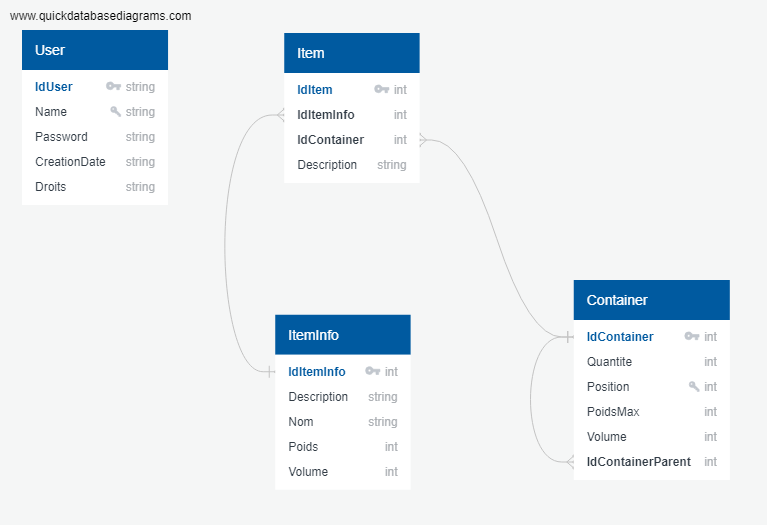 www.quickdatabasediagrams.com
User
IdUser string
Name string
Password string
CreationDate string
Droits string
Item
IdItem int
IdItemInfo int
IdContainer int
Description string
ItemInfo
IdItemInfo int
Description string
Nom string
Poids int
Volume int
Container
IdContainer int
Quantite int
Position int
PoidsMax int
Volume int
IdContainerParent int